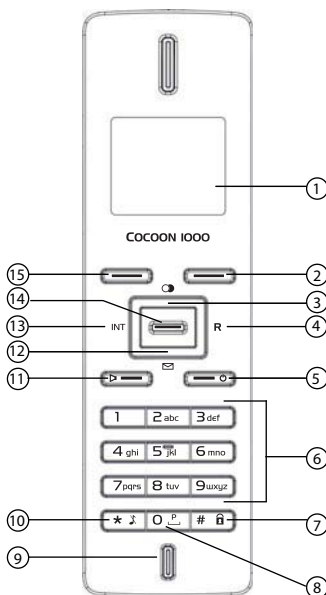 1
COCOON 1000
15
2
14
3
13
INT
R
4
12
11
5
1
2 abc
3 def
4 ghi
5 jkl
6 mno
6
7 pqrs
8 tuv
9 wxyz
10
*
0 P
#
7
9
8